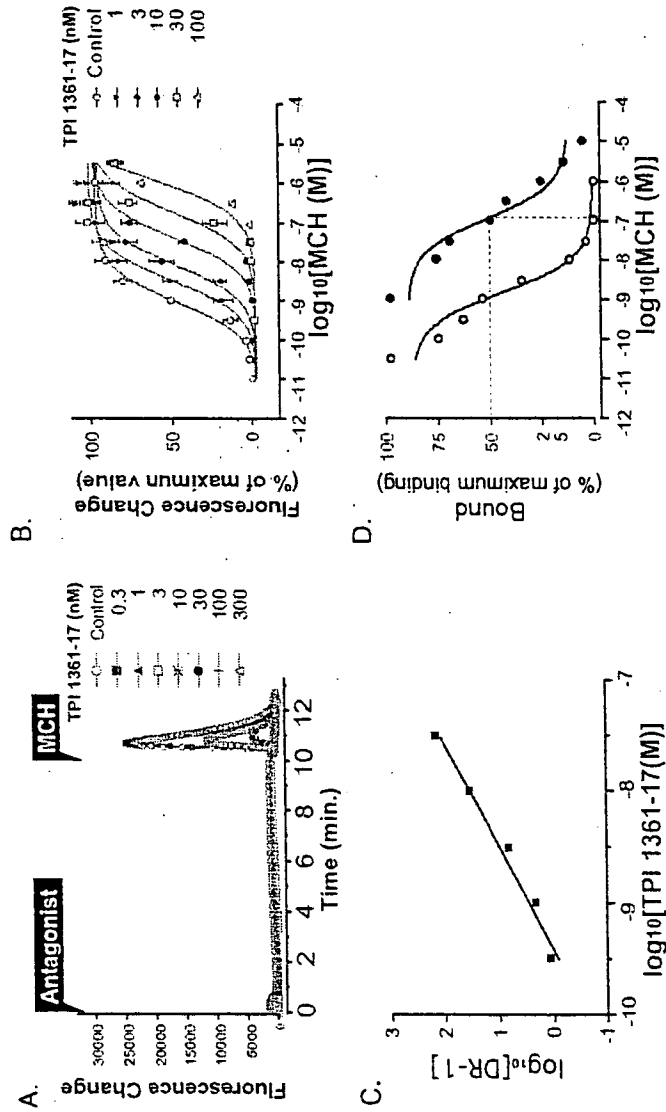 A.
Antagonist
MCH
TPI 1361-17 (nM)
Control
0.3
1
3
10
30
100
300
30000
25000
20000
15000
10000
5000
0
Fluorescence Change
0 2 4 6 8 10 12
Time (min.)
B.
TPI 1361-17 (nM)
Control
1
3
10
30
100
100
50
0
Fluorescence Change
(% of maximun value)
-12 -11 -10 -9 -8 -7 -6 -5 -4
log10[MCH (M)]
C.
3
2
1
0
-1
log10[DR-1]
-10 -9 -8 -7
log10[TPI 1361-17(M)]
D.
100
75
50
2
5
0
Bound
(% of maximum binding)
-12 -11 -10 -9 -8 -7 -6 -5 -4
log10[MCH (M)]